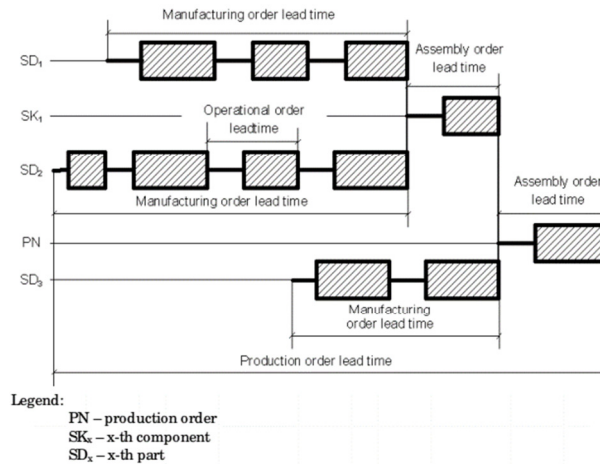 Manufacturing order lead time
SD₁
Assembly order
lead time
SK₁
Operational order
leadtime
SD₂
Assembly order
lead time
Manufacturing order lead time
PN
SD₃
Manufacturing
order lead time
Production order lead time
Legend:
PN – production order
SKₓ – x-th component
SDₓ – x-th part